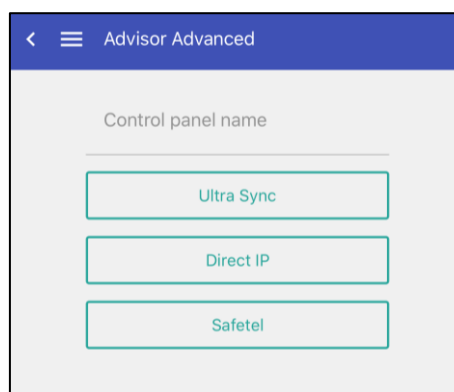 Advisor Advanced
Control panel name
Ultra Sync
Direct IP
Safetel